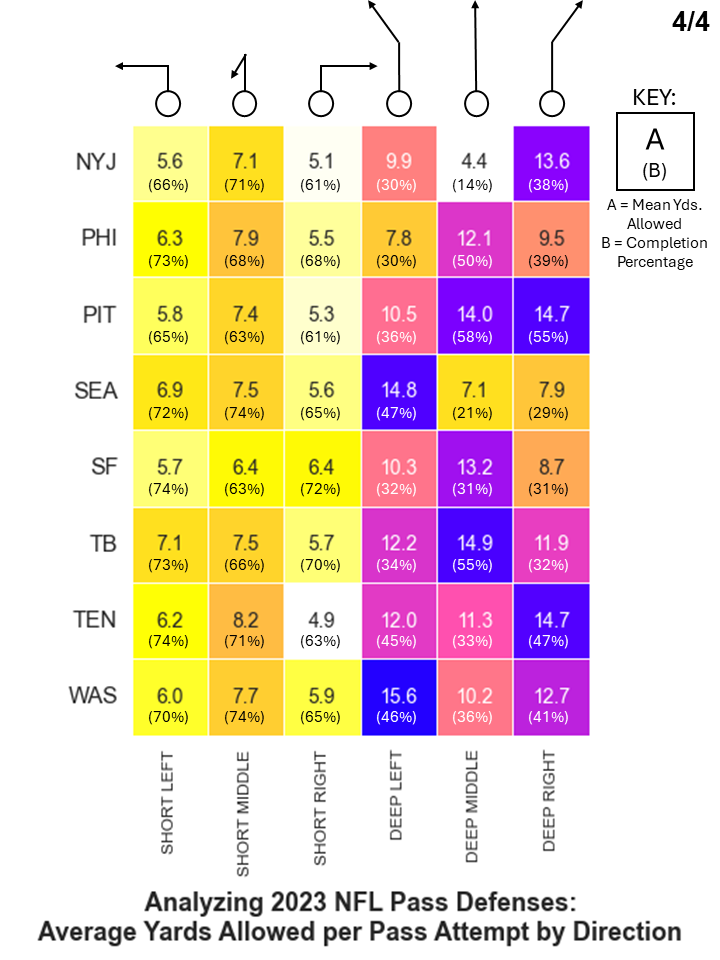 4/4
KEY:
A
(B)
A = Mean Yds.
Allowed
B = Completion
Percentage
NYJ 5.6 7.1 5.1 9.9 4.4 13.6
(66%) (71%) (61%) (30%) (14%) (38%)
PHI 6.3 7.9 5.5 7.8 12.1 9.5
(73%) (68%) (68%) (30%) (50%) (39%)
PIT 5.8 7.4 5.3 10.5 14.0 14.7
(65%) (63%) (61%) (36%) (58%) (55%)
SEA 6.9 7.5 5.6 14.8 7.1 7.9
(72%) (74%) (65%) (47%) (21%) (29%)
SF 5.7 6.4 6.4 10.3 13.2 8.7
(74%) (63%) (72%) (32%) (31%) (31%)
TB 7.1 7.5 5.7 12.2 14.9 11.9
(73%) (66%) (70%) (34%) (55%) (32%)
TEN 6.2 8.2 4.9 12.0 11.3 14.7
(74%) (71%) (63%) (45%) (33%) (47%)
WAS 6.0 7.7 5.9 15.6 10.2 12.7
(70%) (74%) (65%) (46%) (36%) (41%)
SHORT LEFT
SHORT MIDDLE
SHORT RIGHT
DEEP LEFT
DEEP MIDDLE
DEEP RIGHT
Analyzing 2023 NFL Pass Defenses:
Average Yards Allowed per Pass Attempt by Direction